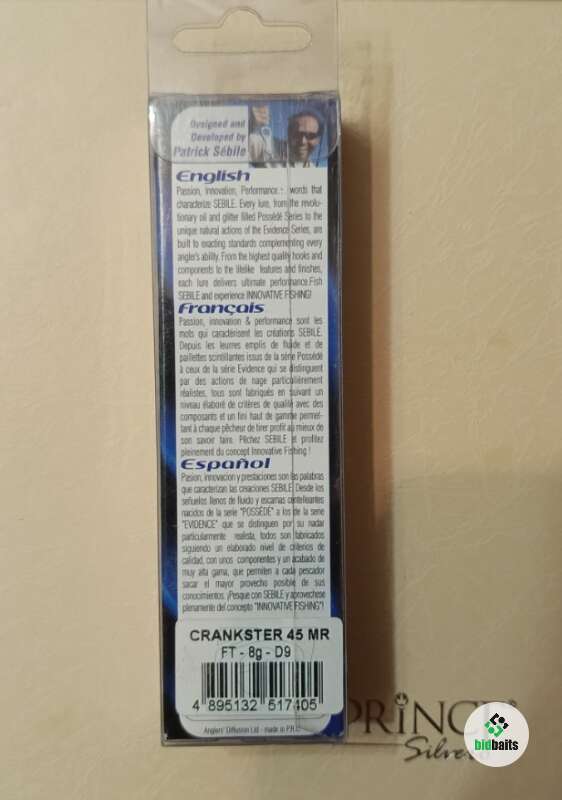 Designed and
Developed by
Patrick Sébile
English
Passion, Innovation, Performance... words that
characterize SEBILE. Every lure, from the revolu-
tionary oil and glitter filled Possédé Series to the
unique natural actions of the Evidence Series, are
built to exacting standards complementing every
angler's ability. From the highest quality hooks and
components to the lifelike features and finishes,
each lure delivers ultimate performance.Fish
SEBILE and experience INNOVATIVE FISHING!
Français
Passion, innovation & performance sont les
mots qui caractérisent les créations SEBILE.
Depuis les leurres emplis de fluide et de
paillettes scintillantes issus de la série Possédé
à ceux de la série Evidence qui se distinguent
par des actions de nage particulièrement
réalistes, tous sont fabriqués en suivant un
niveau élaboré de critères de qualité avec des
composants et un fini haut de gamme permet-
tant à chaque pêcheur de tirer profit au mieux de
son savoir faire. Pêchez SEBILE et profitez
pleinement du concept Innovative Fishing !
Español
Pasion, innovacion y prestaciones son las palabras
que caracterizan las creaciones SEBILE. Desde los
señuelos llenos de fluido y escamas centelleantes
nacidos de la serie "POSSÉDÉ" a los de la serie
"EVIDENCE" que se distinguen por su nadar
particularmente realista, todos son fabricados
siguiendo un elaborado nivel de criterios de
calidad, con unos componentes y un acabado de
muy alta gama, que permiten a cada pescador
sacar el mayor provecho posible de sus
conocimientos. ¡Pesque con SEBILE y aprovechese
plenamente del concepto "INNOVATIVE FISHING"!
CRANKSTER 45 MR
FT - 8g - D9
4 895132 517405
Anglers' Diffusion Ltd - made in P.R.C
PRINCE
Silver
bidbaits